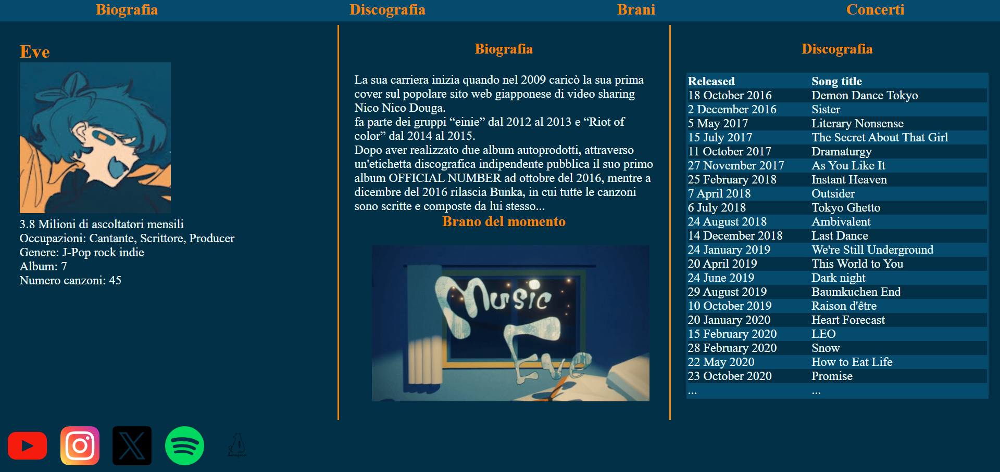 Biografia Discografia Brani Concerti
Eve
3.8 Milioni di ascoltatori mensili
Occupazioni: Cantante, Scrittore, Producer
Genere: J-Pop rock indie
Album: 7
Numero canzoni: 45
Biografia
La sua carriera inizia quando nel 2009 caricò la sua prima
cover sul popolare sito web giapponese di video sharing
Nico Nico Douga.
fa parte dei gruppi “einie” dal 2012 al 2013 e “Riot of
color” dal 2014 al 2015.
Dopo aver realizzato due album autoprodotti, attraverso
un'etichetta discografica indipendente pubblica il suo primo
album OFFICIAL NUMBER ad ottobre del 2016, mentre a
dicembre del 2016 rilascia Bunka, in cui tutte le canzoni
sono scritte e composte da lui stesso...
Brano del momento
Music
Eve
Discografia
Released Song title
18 October 2016 Demon Dance Tokyo
2 December 2016 Sister
5 May 2017 Literary Nonsense
15 July 2017 The Secret About That Girl
11 October 2017 Dramaturgy
27 November 2017 As You Like It
25 February 2018 Instant Heaven
7 April 2018 Outsider
6 July 2018 Tokyo Ghetto
24 August 2018 Ambivalent
14 December 2018 Last Dance
24 January 2019 We're Still Underground
20 April 2019 This World to You
24 June 2019 Dark night
29 August 2019 Baumkuchen End
10 October 2019 Raison d'être
20 January 2020 Heart Forecast
15 February 2020 LEO
28 February 2020 Snow
22 May 2020 How to Eat Life
23 October 2020 Promise
... ...